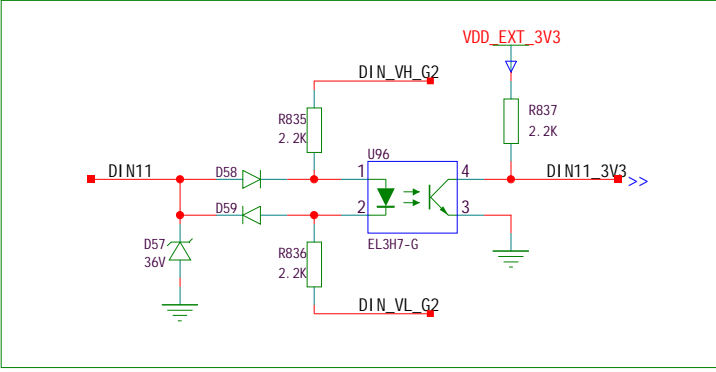 VDD_EXT_3V3
DIN_VH_G2
R835
2.2K
R837
2.2K
U96
DIN11
D58
1
4
DIN11_3V3
>>
D59
2
3
D57
36V
R836
2.2K
EL3H7-G
DIN_VL_G2